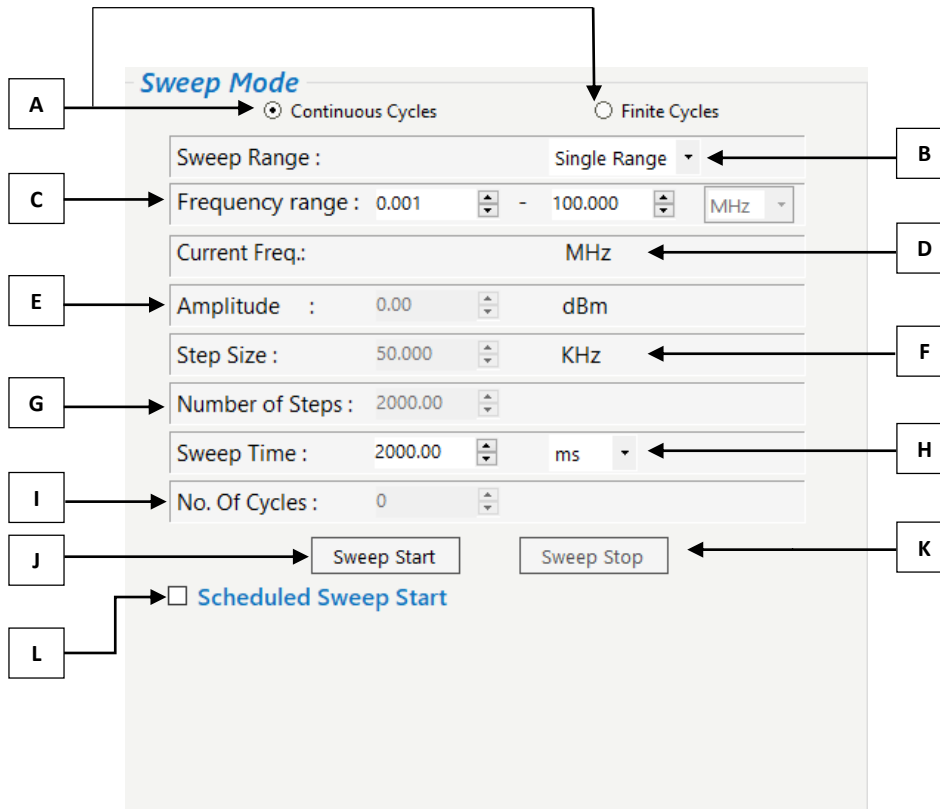 Sweep Mode
A Continuous Cycles Finite Cycles
Sweep Range : Single Range B
C Frequency range : 0.001 - 100.000 MHz
Current Freq.: MHz D
E Amplitude : 0.00 dBm
Step Size : 50.000 KHz F
G Number of Steps : 2000.00
Sweep Time : 2000.00 ms H
I No. Of Cycles : 0
J Sweep Start Sweep Stop K
Scheduled Sweep Start
L